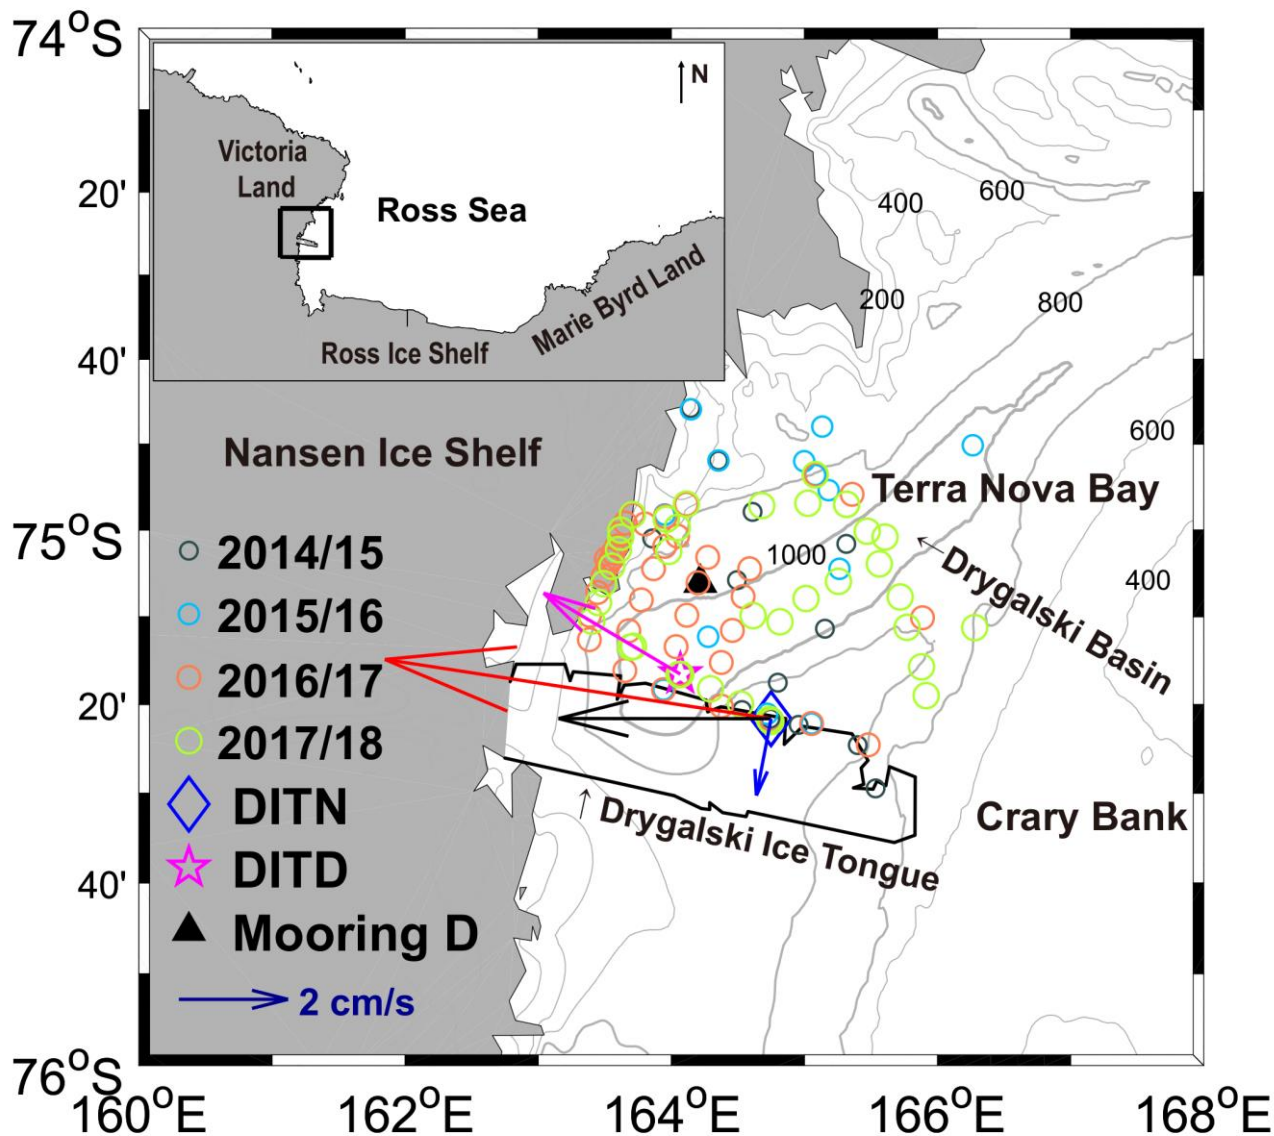 74°S
20'
40'
75°S
20'
40'
76°S
160°E
162°E
164°E
166°E
168°E
N
Victoria
Land
Ross Sea
Marie Byrd Land
Ross Ice Shelf
400
600
200
800
600
400
1000
Nansen Ice Shelf
Terra Nova Bay
Drygalski Basin
Crary Bank
Drygalski Ice Tongue
2014/15
2015/16
2016/17
2017/18
DITN
DITD
Mooring D
2 cm/s